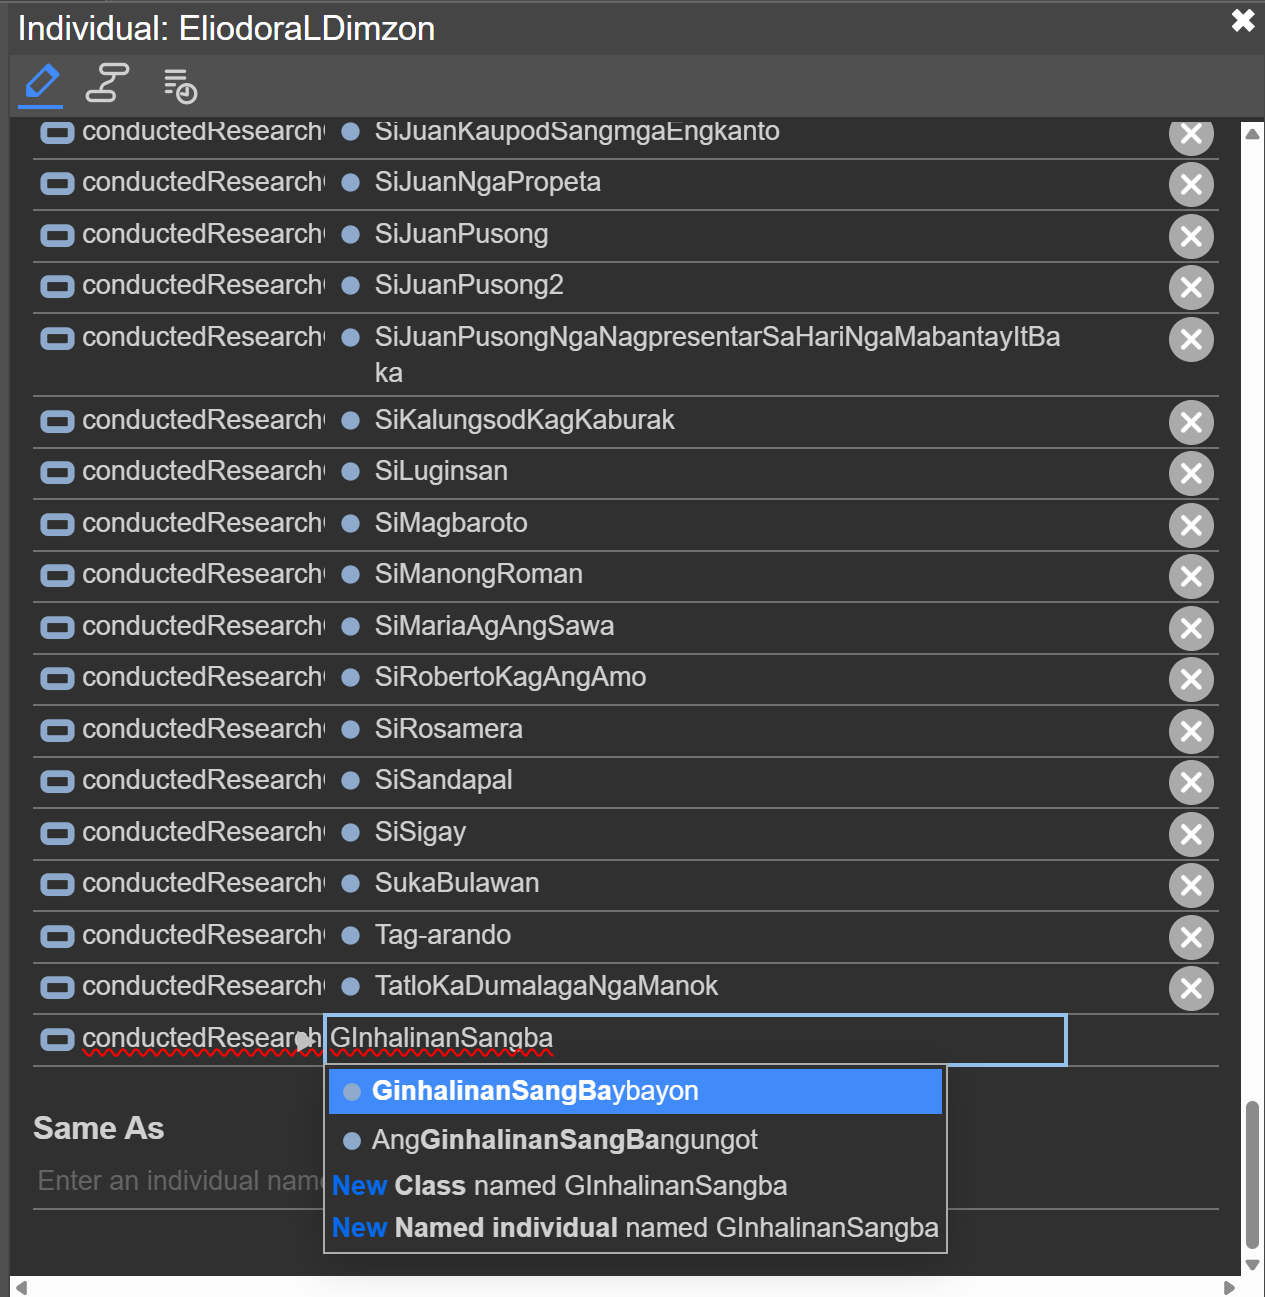 Individual: EliodoraLDimzon
conductedResearch SiJuanKaupodSangmgaEngkanto
conductedResearch SiJuanNgaPropeta
conductedResearch SiJuanPusong
conductedResearch SiJuanPusong2
conductedResearch SiJuanPusongNgaNagpresentarSaHariNgaMabantayItBa
ka
conductedResearch SiKalungsodKagKaburak
conductedResearch SiLuginsan
conductedResearch SiMagbaroto
conductedResearch SiManongRoman
conductedResearch SiMariaAgAngSawa
conductedResearch SiRobertoKagAngAmo
conductedResearch SiRosamera
conductedResearch SiSandapal
conductedResearch SiSigay
conductedResearch SukaBulawan
conductedResearch Tag-arando
conductedResearch TatloKaDumalagaNgaManok
conductedResearch GInhalinanSangba
GinhalinanSangBaybayon
AngGinhalinanSangBangungot
New Class named GInhalinanSangba
New Named individual named GInhalinanSangba
Same As
Enter an individual name